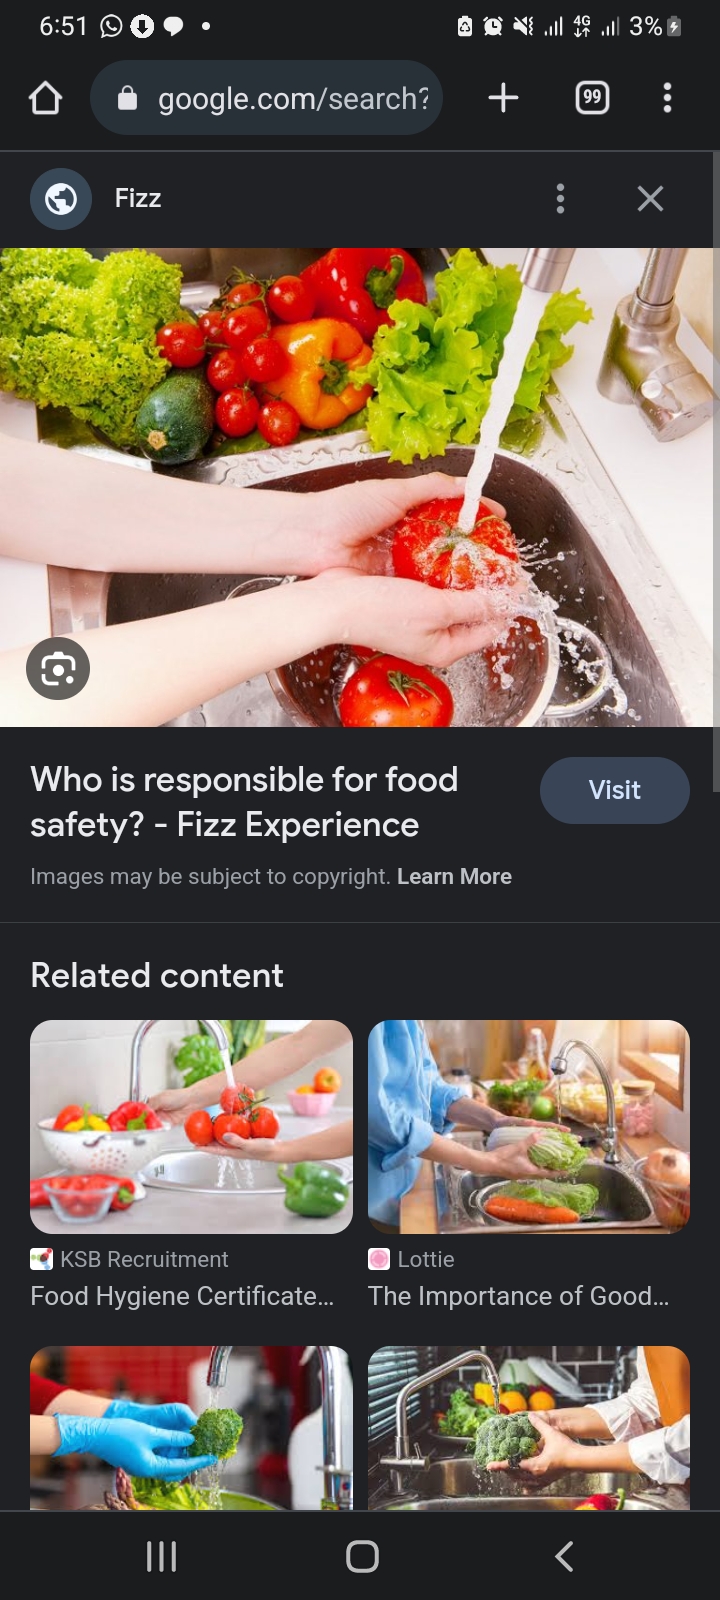 6:51 4G 3%
google.com/search?
99
Fizz
Who is responsible for food
safety? - Fizz Experience
Visit
Images may be subject to copyright. Learn More
Related content
KSB Recruitment
Food Hygiene Certificate...
Lottie
The Importance of Good...